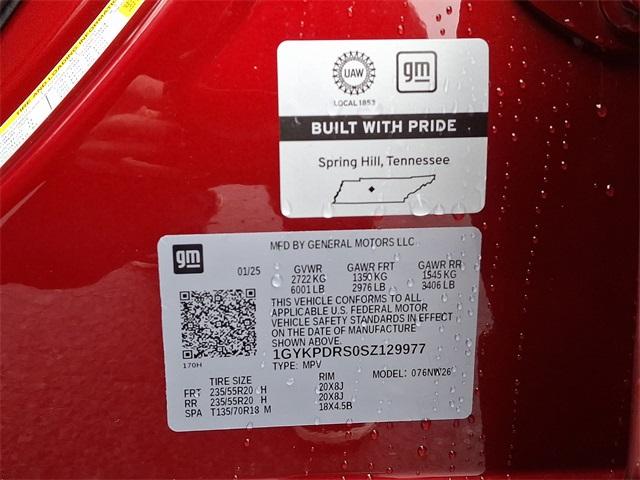 TIRE AND LOADING INFORMATION
UAW
gm
LOCAL 1853
BUILT WITH PRIDE
Spring Hill, Tennessee
gm
MFD BY GENERAL MOTORS LLC
01/25
GVWR GAWR FRT GAWR RR
2722 KG 1350 KG 1545 KG
6001 LB 2976 LB 3406 LB
THIS VEHICLE CONFORMS TO ALL
APPLICABLE U.S. FEDERAL MOTOR
VEHICLE SAFETY STANDARDS IN EFFECT
ON THE DATE OF MANUFACTURE
SHOWN ABOVE.
1GYKPDRS0SZ129977
170H
TYPE: MPV
MODEL: 076NW26
TIRE SIZE RIM
FRT 235/55R20 H 20X8J
RR 235/55R20 H 20X8J
SPA T135/70R18 M 18X4.5B